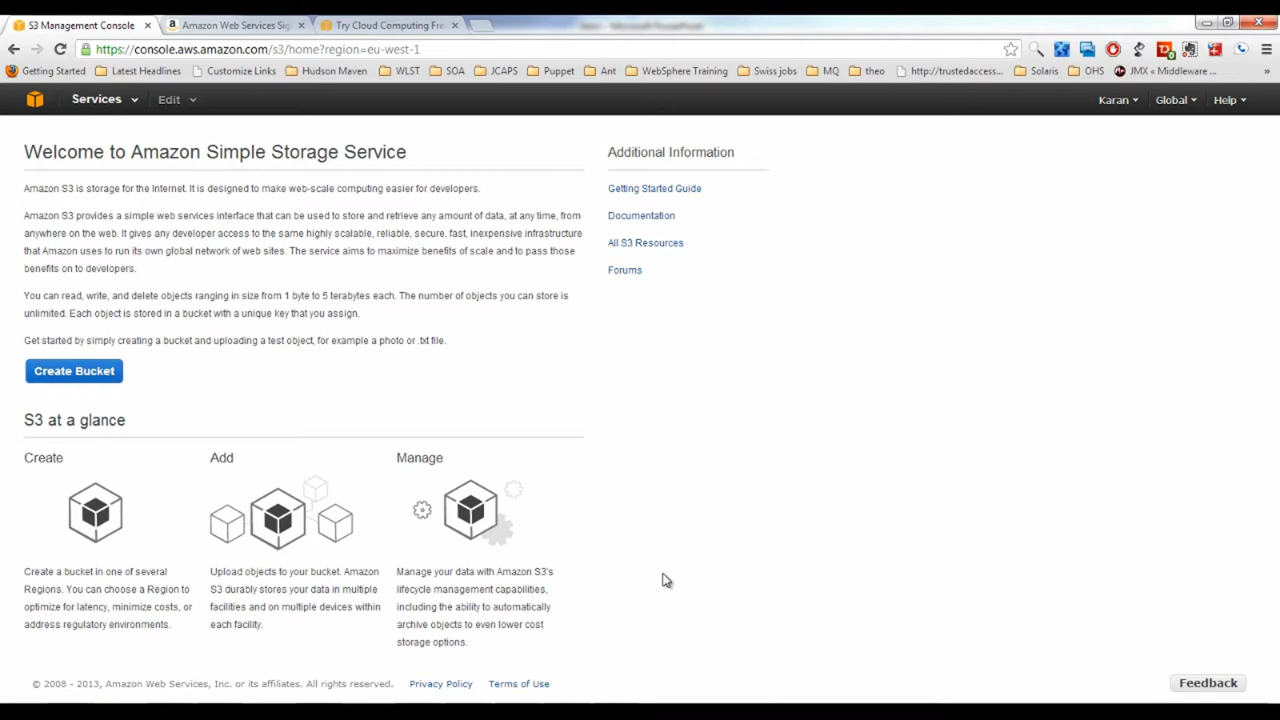 S3 Management Console
Amazon Web Services Sig
Try Cloud Computing Fre
https://console.aws.amazon.com/s3/home?region=eu-west-1
Getting Started
Latest Headlines
Customize Links
Hudson Maven
WLST
SOA
JCAPS
Puppet
Ant
WebSphere Training
Swiss jobs
MQ
theo
http://trustedaccess...
Solaris
OHS
JMX « Middleware ...
»
Services
Edit
Karan
Global
Help
Welcome to Amazon Simple Storage Service
Amazon S3 is storage for the Internet. It is designed to make web-scale computing easier for developers.
Amazon S3 provides a simple web services interface that can be used to store and retrieve any amount of data, at any time, from
anywhere on the web. It gives any developer access to the same highly scalable, reliable, secure, fast, inexpensive infrastructure
that Amazon uses to run its own global network of web sites. The service aims to maximize benefits of scale and to pass those
benefits on to developers.
You can read, write, and delete objects ranging in size from 1 byte to 5 terabytes each. The number of objects you can store is
unlimited. Each object is stored in a bucket with a unique key that you assign.
Get started by simply creating a bucket and uploading a test object, for example a photo or .txt file.
Create Bucket
Additional Information
Getting Started Guide
Documentation
All S3 Resources
Forums
S3 at a glance
Create
Create a bucket in one of several
Regions. You can choose a Region to
optimize for latency, minimize costs, or
address regulatory environments.
Add
Upload objects to your bucket. Amazon
S3 durably stores your data in multiple
facilities and on multiple devices within
each facility.
Manage
Manage your data with Amazon S3's
lifecycle management capabilities,
including the ability to automatically
archive objects to even lower cost
storage options.
© 2008 - 2013, Amazon Web Services, Inc. or its affiliates. All rights reserved.
Privacy Policy
Terms of Use
Feedback